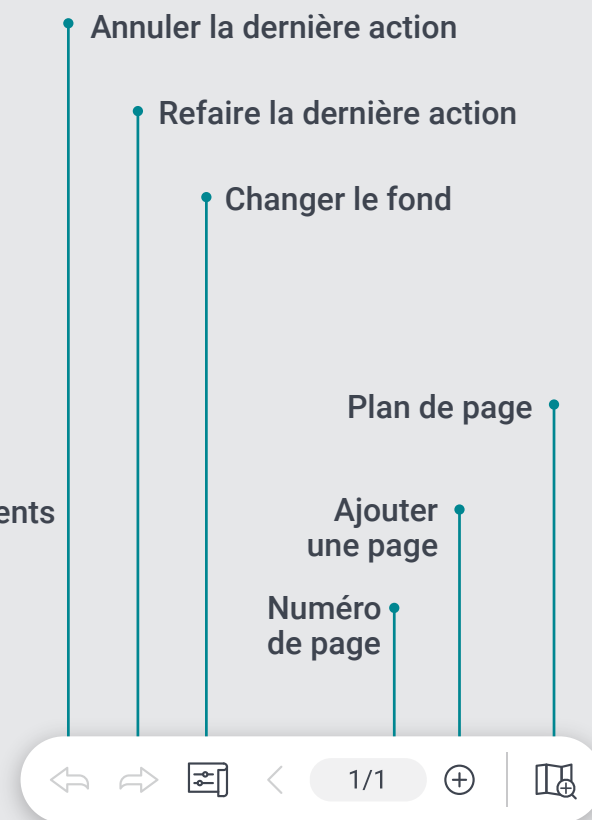 Annuler la dernière action
Refaire la dernière action
Changer le fond
Plan de page
ents
Ajouter
une page
Numéro
de page
1/1